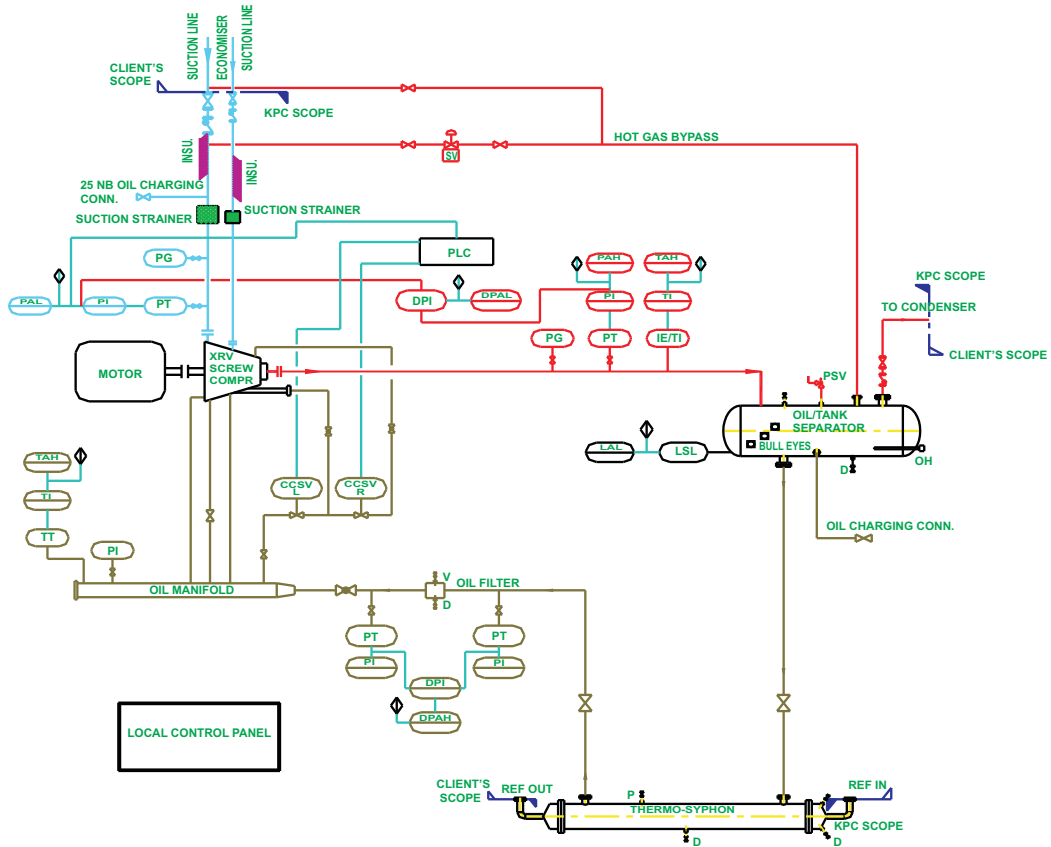 SUCTION LINE
ECONOMISER
SUCTION LINE
CLIENT'S
SCOPE
KPC SCOPE
HOT GAS BYPASS
SV
INSU.
INSU.
25 NB OIL CHARGING
CONN.
SUCTION STRAINER
SUCTION STRAINER
PLC
PG
PAL
PI
PT
DPI
DPAL
PAH
TAH
PI
TI
PG
PT
IE/TI
KPC SCOPE
TO CONDENSER
CLIENT'S SCOPE
MOTOR
XRV
SCREW
COMPR
PSV
OIL/TANK
SEPARATOR
BULL EYES
LAL
LSL
OH
D
TAH
TI
TT
PI
CCSV
L
CCSV
R
OIL CHARGING CONN.
OIL MANIFOLD
V
OIL FILTER
D
PT
PI
PT
PI
DPI
DPAH
LOCAL CONTROL PANEL
CLIENT'S
SCOPE
REF OUT
P
THERMO-SYPHON
REF IN
KPC SCOPE
D
D